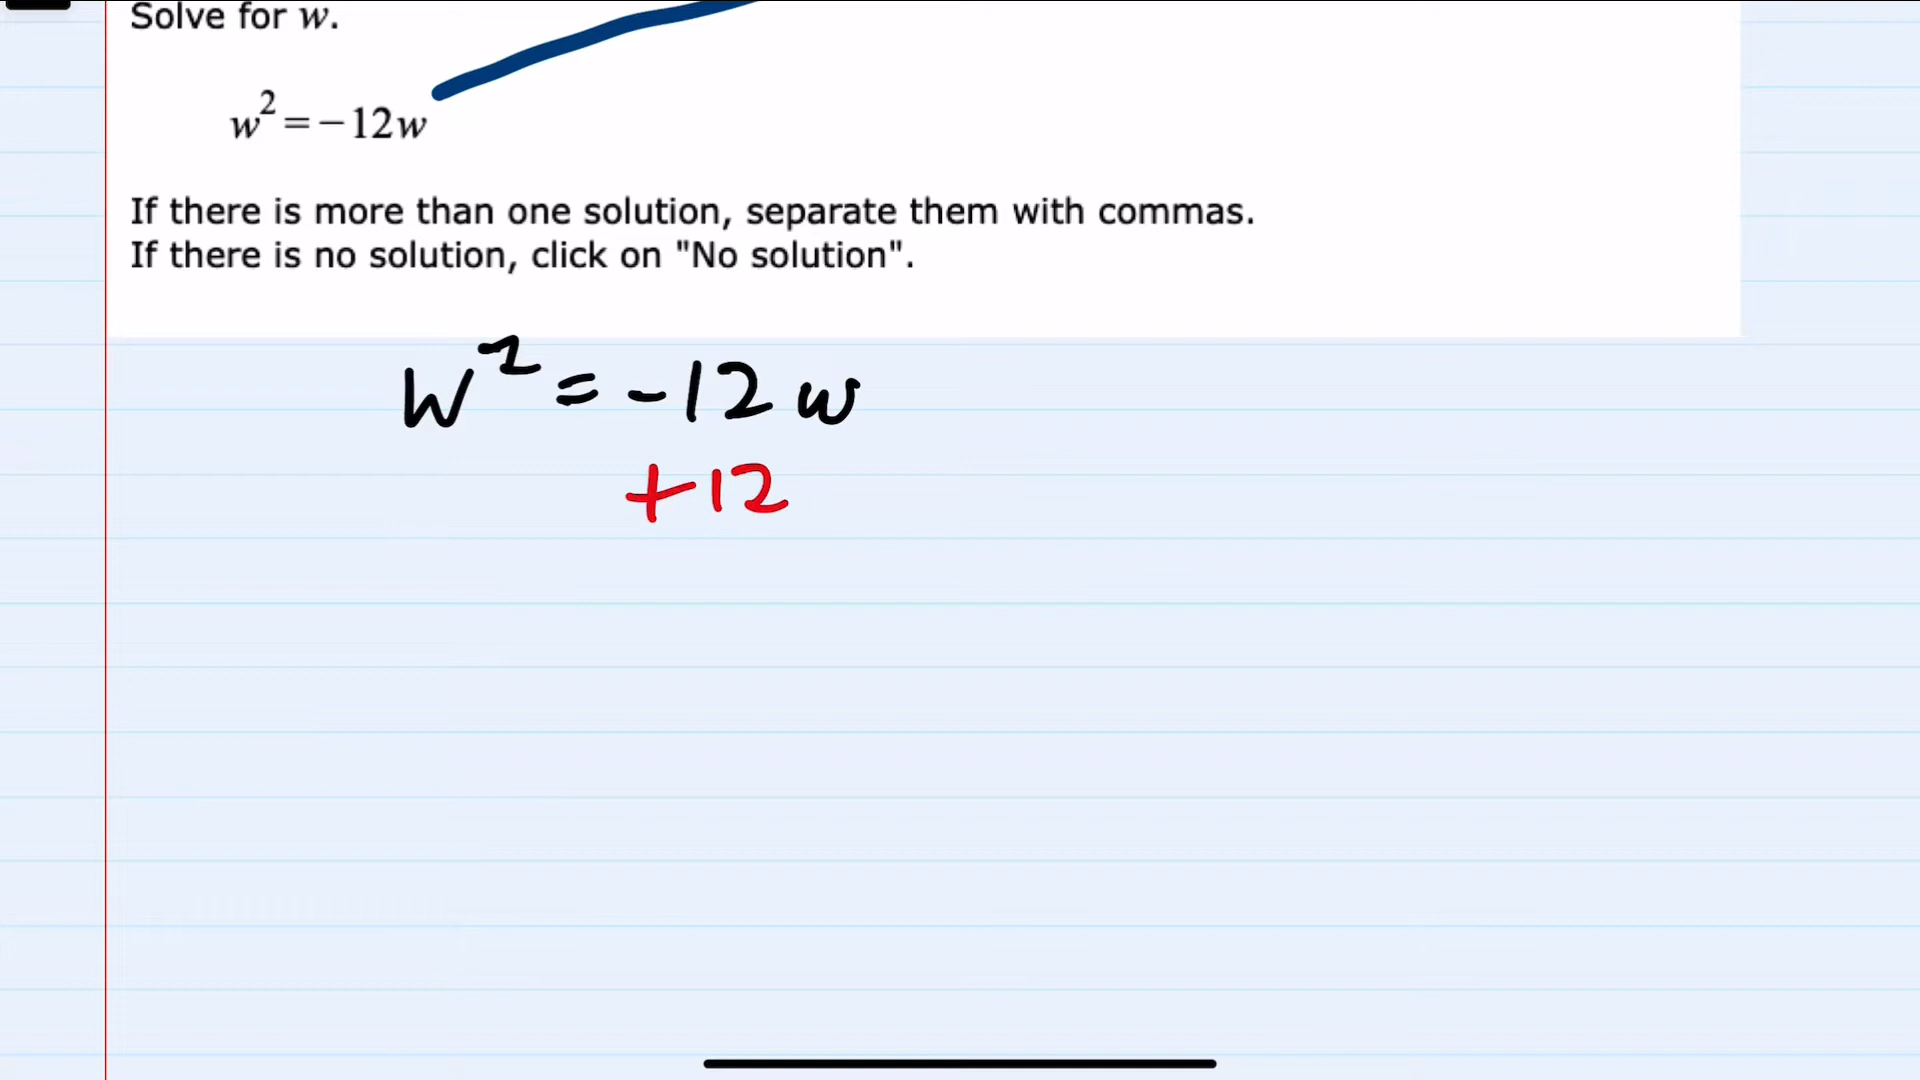 Solve for w.
w²=−12w
If there is more than one solution, separate them with commas.
If there is no solution, click on "No solution".
w² = -12w
+12